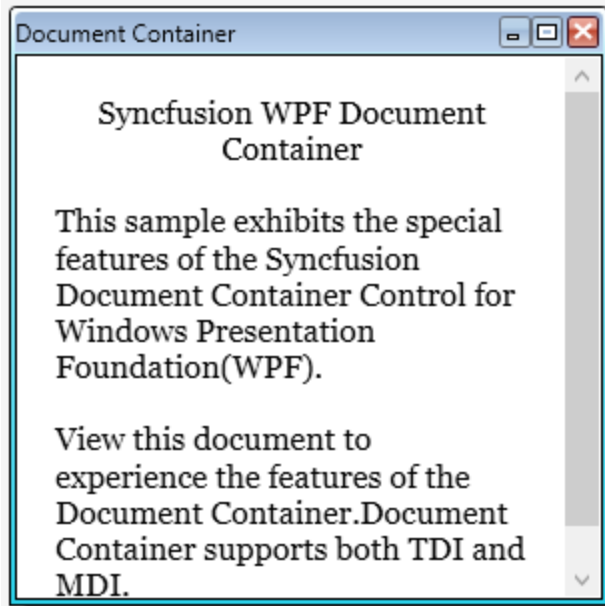 Document Container
Syncfusion WPF Document
Container
This sample exhibits the special
features of the Syncfusion
Document Container Control for
Windows Presentation
Foundation(WPF).
View this document to
experience the features of the
Document Container.Document
Container supports both TDI and
MDI.